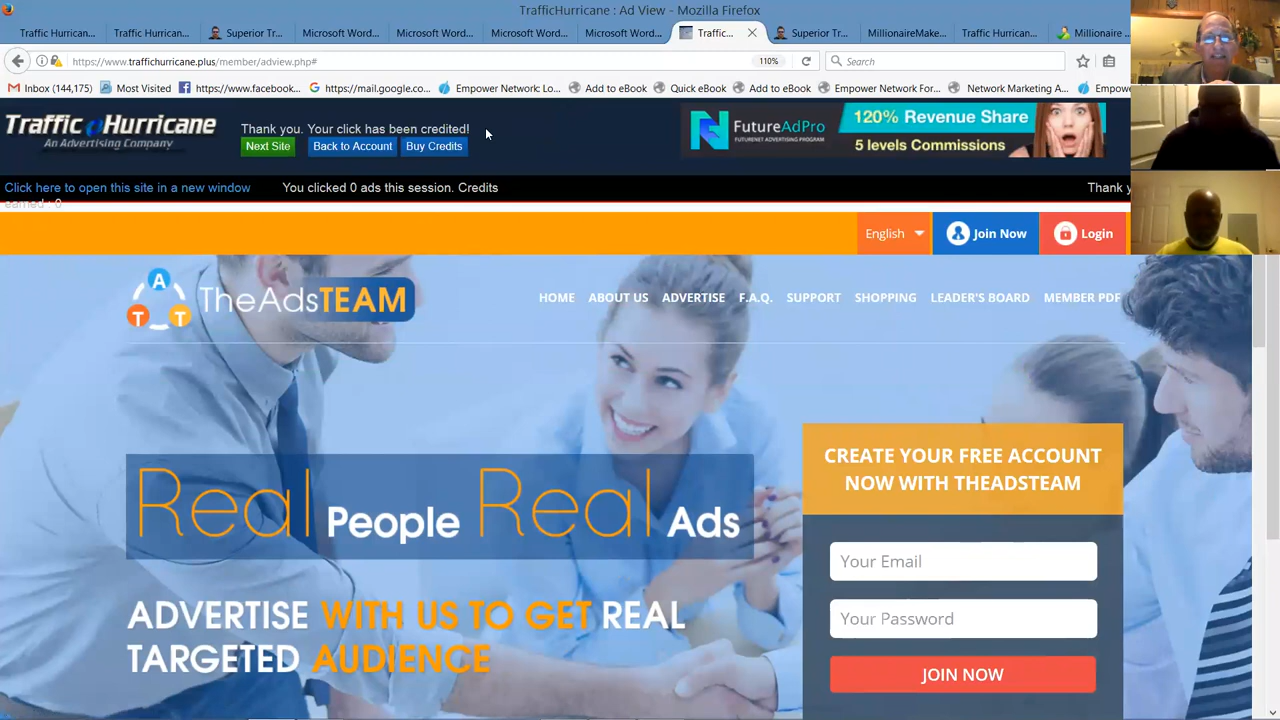 TrafficHurricane : Ad View - Mozilla Firefox
Traffic Hurrican... Traffic Hurrican... Superior Tr... Microsoft Word... Microsoft Word... Microsoft Word... Microsoft Word... Traffic... Superior Tr... MillionaireMake... Traffic Hurrican... Millionaire
https://www.traffichurricane.plus/member/adview.php# 110% Search
Inbox (144,175) Most Visited https://www.facebook... https://mail.google.co... Empower Network: Lo... Add to eBook Quick eBook Add to eBook Empower Network For... Network Marketing A... Empowe
Traffic Hurricane
An Advertising Company
Thank you. Your click has been credited!
Next Site Back to Account Buy Credits
FutureAdPro
FUTURENET ADVERTISING PROGRAM
120% Revenue Share
5 levels Commissions
Click here to open this site in a new window You clicked 0 ads this session. Credits Thank y
earned : 0
English Join Now Login
A T T TheAdsTEAM
HOME ABOUT US ADVERTISE F.A.Q. SUPPORT SHOPPING LEADER'S BOARD MEMBER PDF
Real People Real Ads
ADVERTISE WITH US TO GET REAL
TARGETED AUDIENCE
CREATE YOUR FREE ACCOUNT
NOW WITH THEADSTEAM
Your Email
Your Password
JOIN NOW